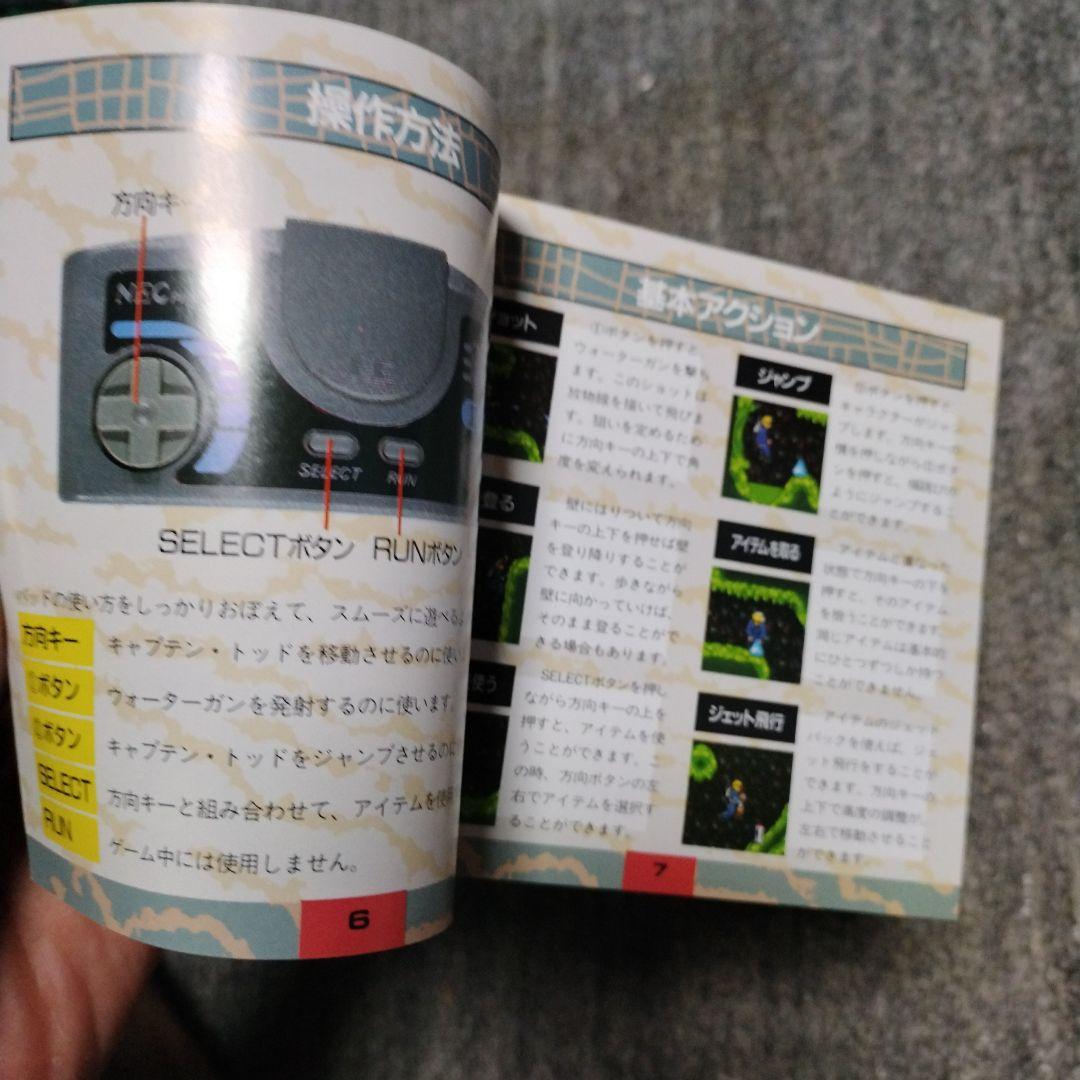 操作方法
方向キー
NEC
SELECT
RUN
SELECTボタン RUNボタン
パッドの使い方をしっかりおぼえて、スムーズに遊べるよ
方向キー
キャプテン・トッドを移動させるのに使い
①ボタン
ウォーターガンを発射するのに使います。
ボタン
キャプテン・トッドをジャンプさせるのに
SELECT
方向キーと組み合わせて、アイテムを使用
RUN
ゲーム中には使用しません。
6
基本アクション
ショット
①ボタンを押すと、
ウォーターガンを撃ち
ます。このショットは
放物線を描いて飛びま
す。狙いを定めるため
に方向キーの上下で角
度を変えられます。
登る
壁にはりついて方向
キーの上下を押せば壁
を登り降りすることが
できます。歩きながら
壁に向かっていけば、
そのまま登ることがで
きる場合もあります。
使う
SELECTボタンを押し
ながら方向キーの上を
押すと、アイテムを使
うことができます。こ
の時、方向ボタンの左
右でアイテムを選択す
ることができます。
ジャンプ
ボタンを押すと、
キャラクターがジャン
プします。方向キーの
横を押しながらⅡボタ
ンを押すと、幅跳びの
ようにジャンプするこ
とができます。
アイテムを取る
アイテムと重なった
状態で方向キーの下を
押すと、そのアイテム
を拾うことができます。
同じアイテムは基本的
にひとつずつしか持つ
ことができません。
ジェット飛行
アイテムのジェット
パックを使えば、ジェ
ット飛行をすることが
できます。方向キーの
上下で高度の調整が、
左右で移動させること
ができます。
7